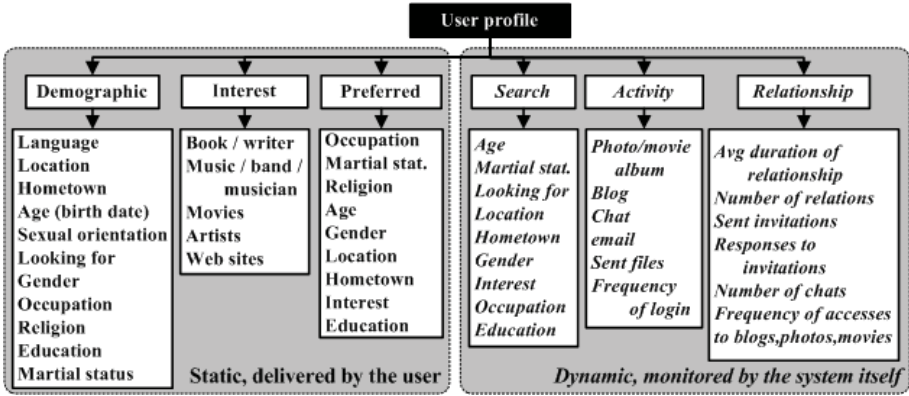 User profile
Demographic
Interest
Preferred
Search
Activity
Relationship
Language
Location
Hometown
Age (birth date)
Sexual orientation
Looking for
Gender
Occupation
Religion
Education
Martial status
Book / writer
Music / band /
musician
Movies
Artists
Web sites
Occupation
Martial stat.
Religion
Age
Gender
Location
Hometown
Interest
Education
Age
Martial stat.
Looking for
Location
Hometown
Gender
Interest
Occupation
Education
Photo/movie
album
Blog
Chat
email
Sent files
Frequency
of login
Avg duration of
relationship
Number of relations
Sent invitations
Responses to
invitations
Number of chats
Frequency of accesses
to blogs,photos,movies
Static, delivered by the user
Dynamic, monitored by the system itself